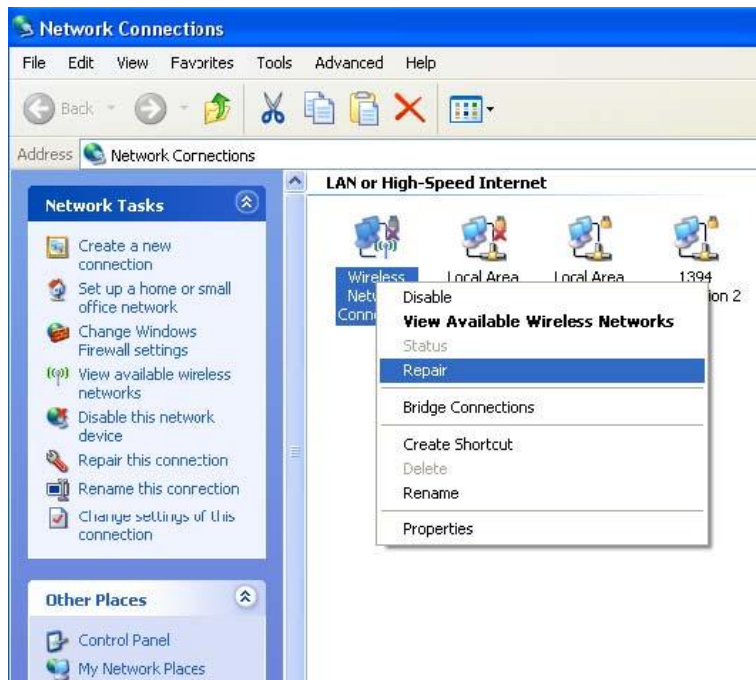 Network Connections
File Edit View Favorites Tools Advanced Help
Back
Address Network Connections
Network Tasks
Create a new
connection
Set up a home or small
office network
Change Windows
Firewall settings
View available wireless
networks
Disable this network
device
Repair this connection
Rename this connection
Change settings of this
connection
Other Places
Control Panel
My Network Places
LAN or High-Speed Internet
Wireless
Netw
Conne
Local Area
Local Area
1394
ion 2
Disable
View Available Wireless Networks
Status
Repair
Bridge Connections
Create Shortcut
Delete
Rename
Properties